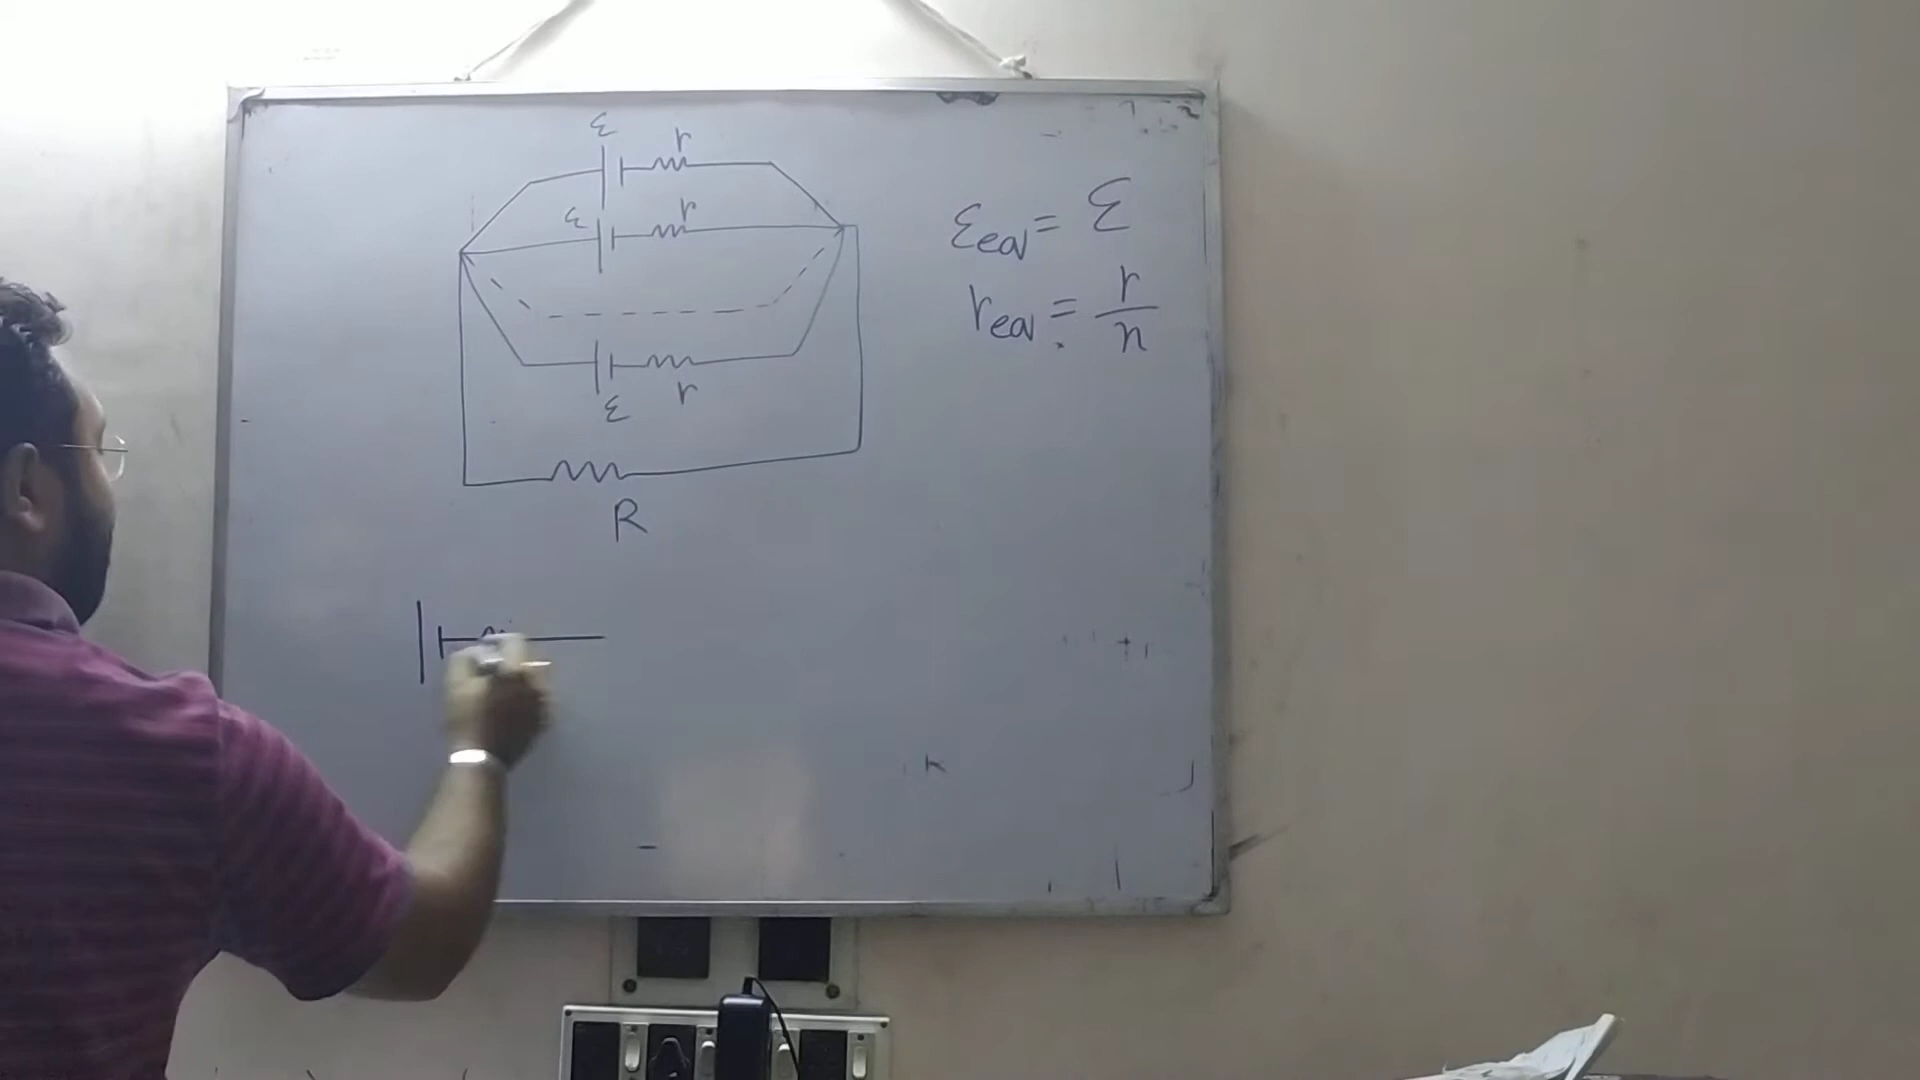 ε
r
ε
r
ε
r
R
εeq = ε
req = r/n